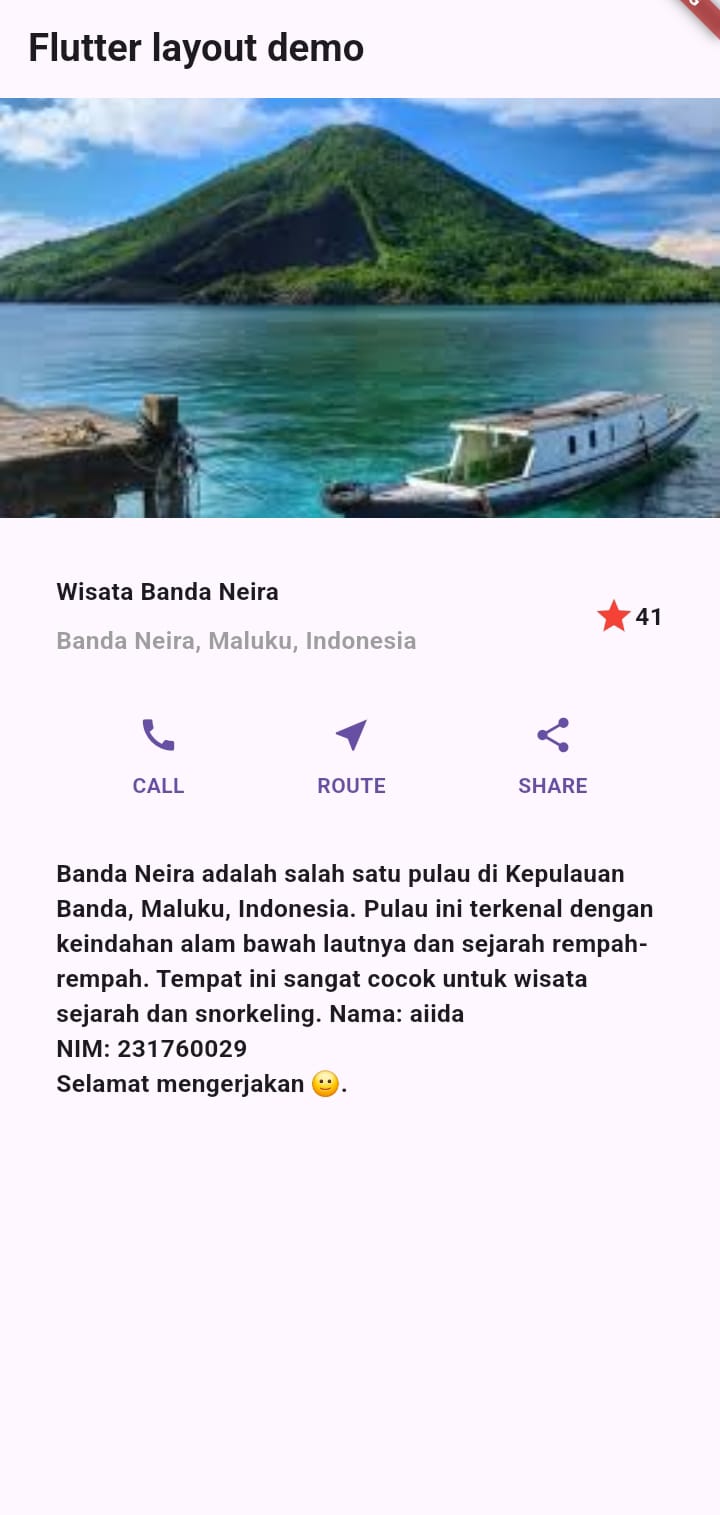 Flutter layout demo
Wisata Banda Neira
Banda Neira, Maluku, Indonesia
41
CALL
ROUTE
SHARE
Banda Neira adalah salah satu pulau di Kepulauan
Banda, Maluku, Indonesia. Pulau ini terkenal dengan
keindahan alam bawah lautnya dan sejarah rempah-
rempah. Tempat ini sangat cocok untuk wisata
sejarah dan snorkeling. Nama: aiida
NIM: 231760029
Selamat mengerjakan 🙂.